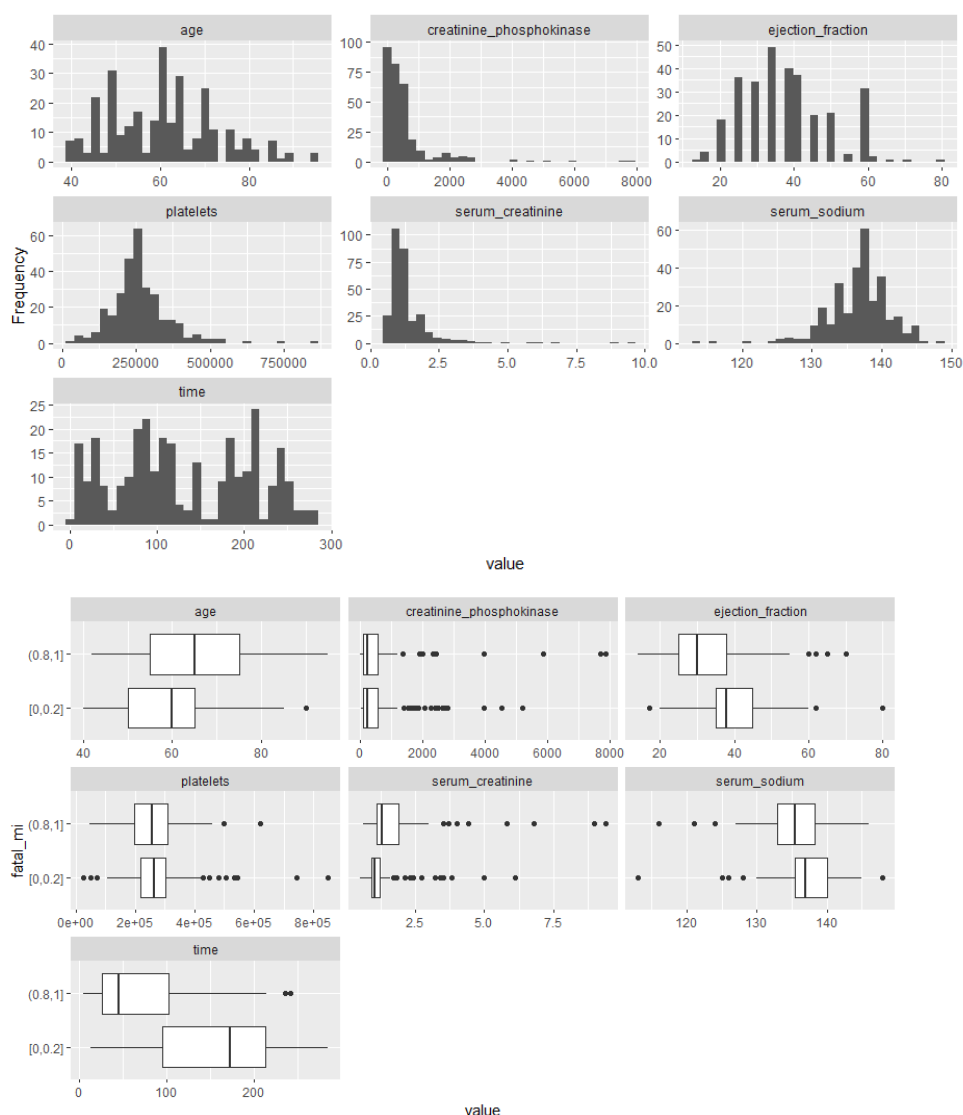 age creatinine_phosphokinase ejection_fraction
40 100 50
30 75 40
20 50 30
10 25 20
0 0 10
0
40 60 80 0 2000 4000 6000 8000 20 40 60 80
platelets serum_creatinine serum_sodium
60 100 60
40 75 40
20 50 20
0 25 0
0
0 250000 500000 750000 0.0 2.5 5.0 7.5 10.0 120 130 140 150
Frequency
time
25
20
15
10
5
0
0 100 200 300
value
age creatinine_phosphokinase ejection_fraction
(0.8,1]
[0,0.2]
40 60 80 0 2000 4000 6000 8000 20 40 60 80
platelets serum_creatinine serum_sodium
(0.8,1]
[0,0.2]
0e+00 2e+05 4e+05 6e+05 8e+05 2.5 5.0 7.5 120 130 140
fatal_mi
time
(0.8,1]
[0,0.2]
0 100 200
value